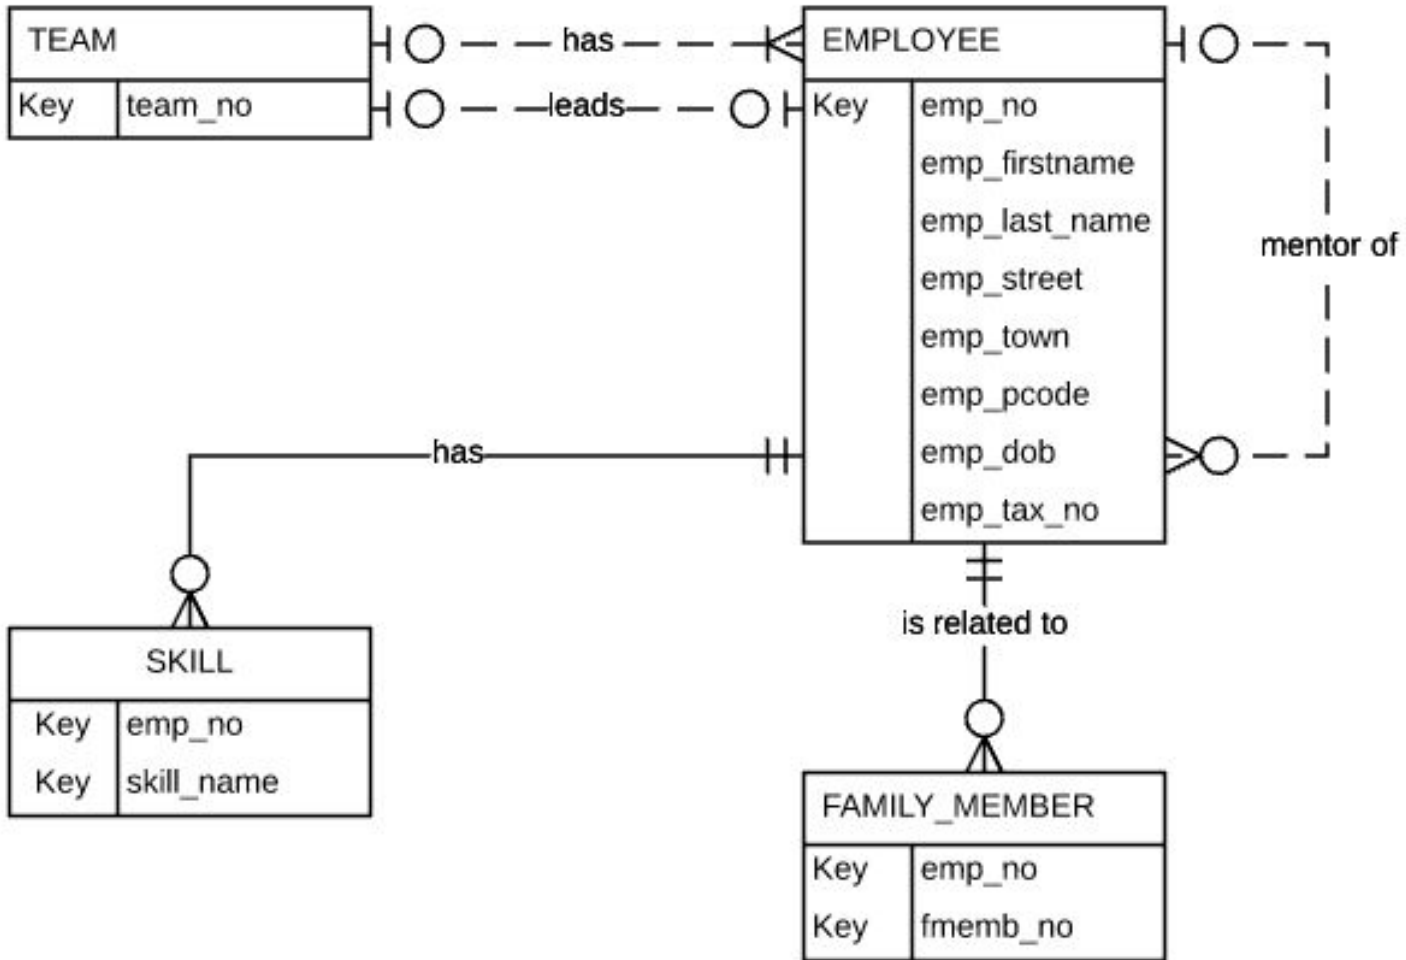 TEAM
has
EMPLOYEE
Key team_no
leads
Key emp_no
emp_firstname
emp_last_name
emp_street
emp_town
emp_pcode
emp_dob
emp_tax_no
mentor of
has
is related to
SKILL
Key emp_no
Key skill_name
FAMILY_MEMBER
Key emp_no
Key fmemb_no